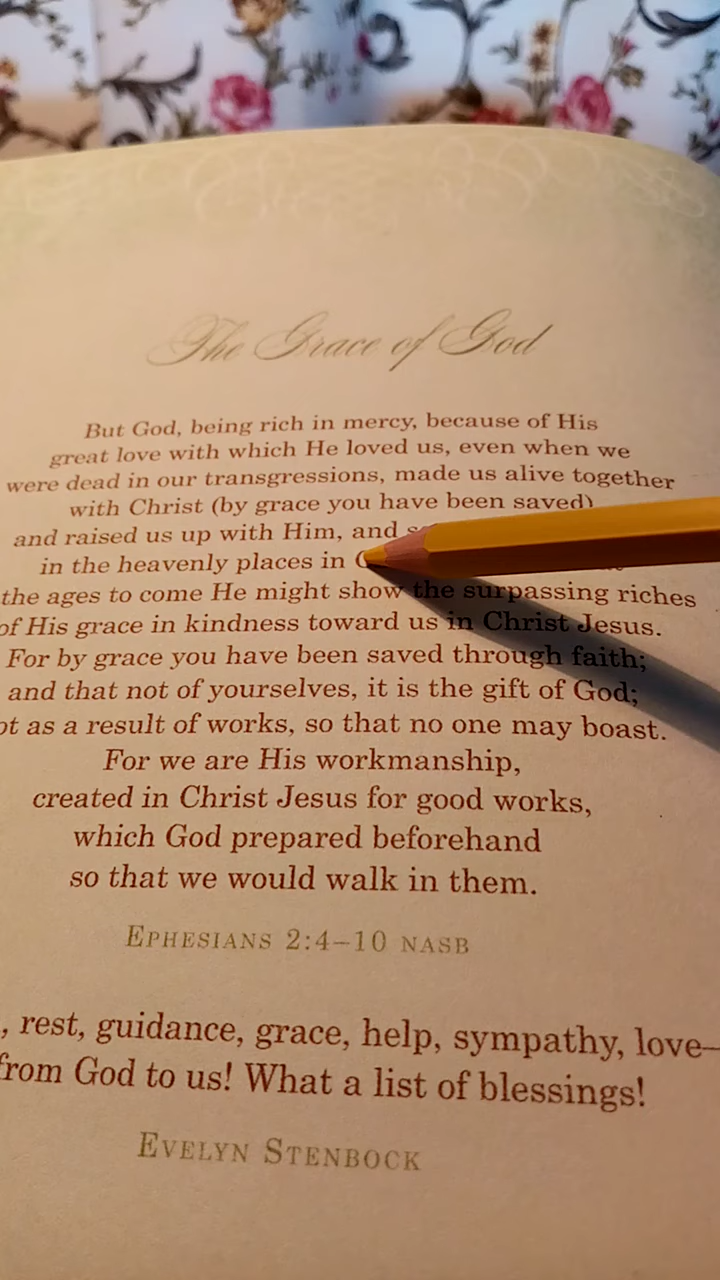 The Grace of God
But God, being rich in mercy, because of His
great love with which He loved us, even when we
were dead in our transgressions, made us alive together
with Christ (by grace you have been saved)
and raised us up with Him, and
in the heavenly places in
the ages to come He might show the surpassing riches
of His grace in kindness toward us in Christ Jesus.
For by grace you have been saved through faith;
and that not of yourselves, it is the gift of God;
as a result of works, so that no one may boast.
For we are His workmanship,
created in Christ Jesus for good works,
which God prepared beforehand
so that we would walk in them.
EPHESIANS 2:4–10 NASB
, rest, guidance, grace, help, sympathy, love—
from God to us! What a list of blessings!
EVELYN STENBOCK